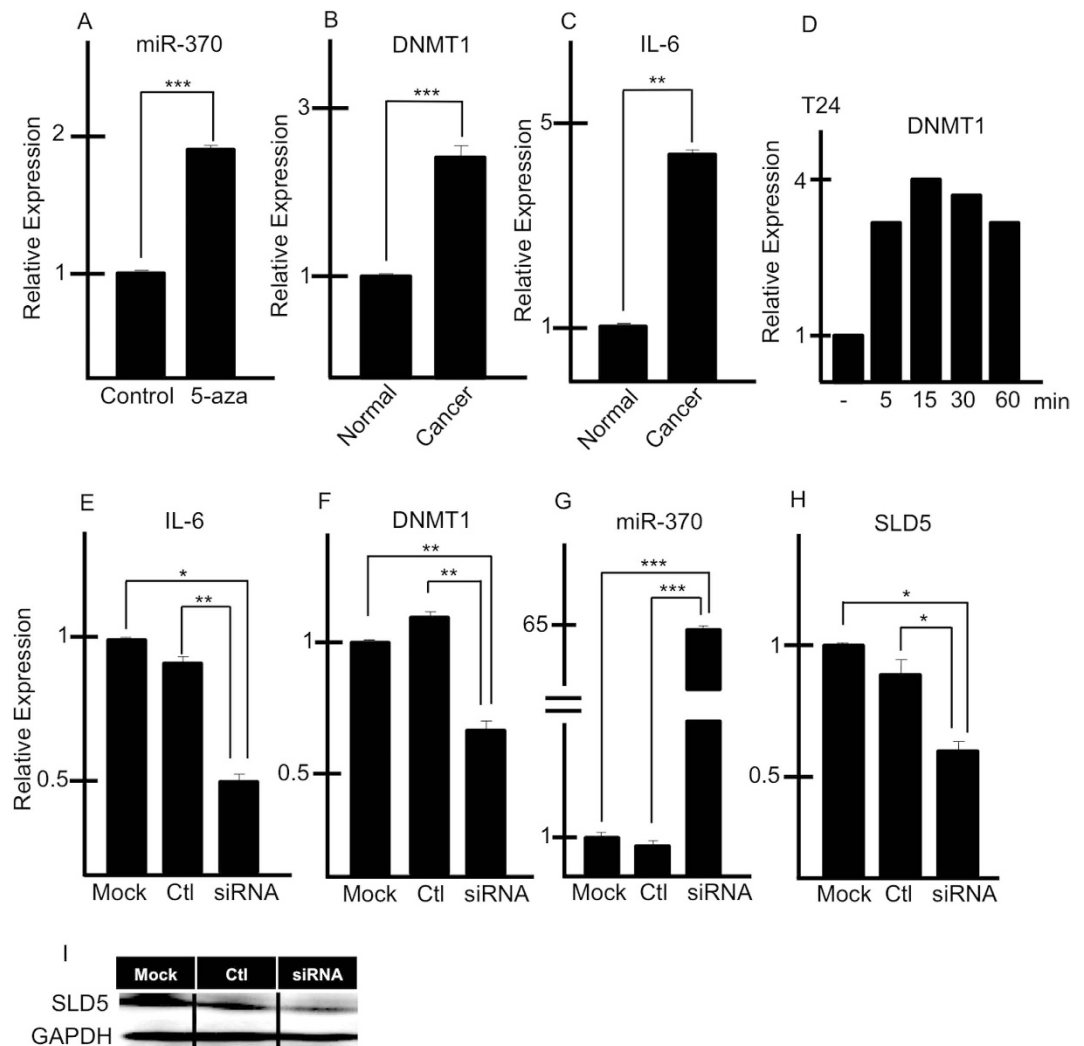 A
miR-370
Relative Expression
2
1
***
Control 5-aza
B
DNMT1
Relative Expression
3
1
***
Normal Cancer
C
IL-6
Relative Expression
5
1
**
Normal Cancer
D
T24
DNMT1
Relative Expression
4
1
- 5 15 30 60 min
E
IL-6
Relative Expression
1
0.5
*
**
Mock Ctl siRNA
F
DNMT1
1
0.5
**
**
Mock Ctl siRNA
G
miR-370
65
1
***
***
Mock Ctl siRNA
H
SLD5
1
0.5
*
*
Mock Ctl siRNA
I
Mock Ctl siRNA
SLD5
GAPDH